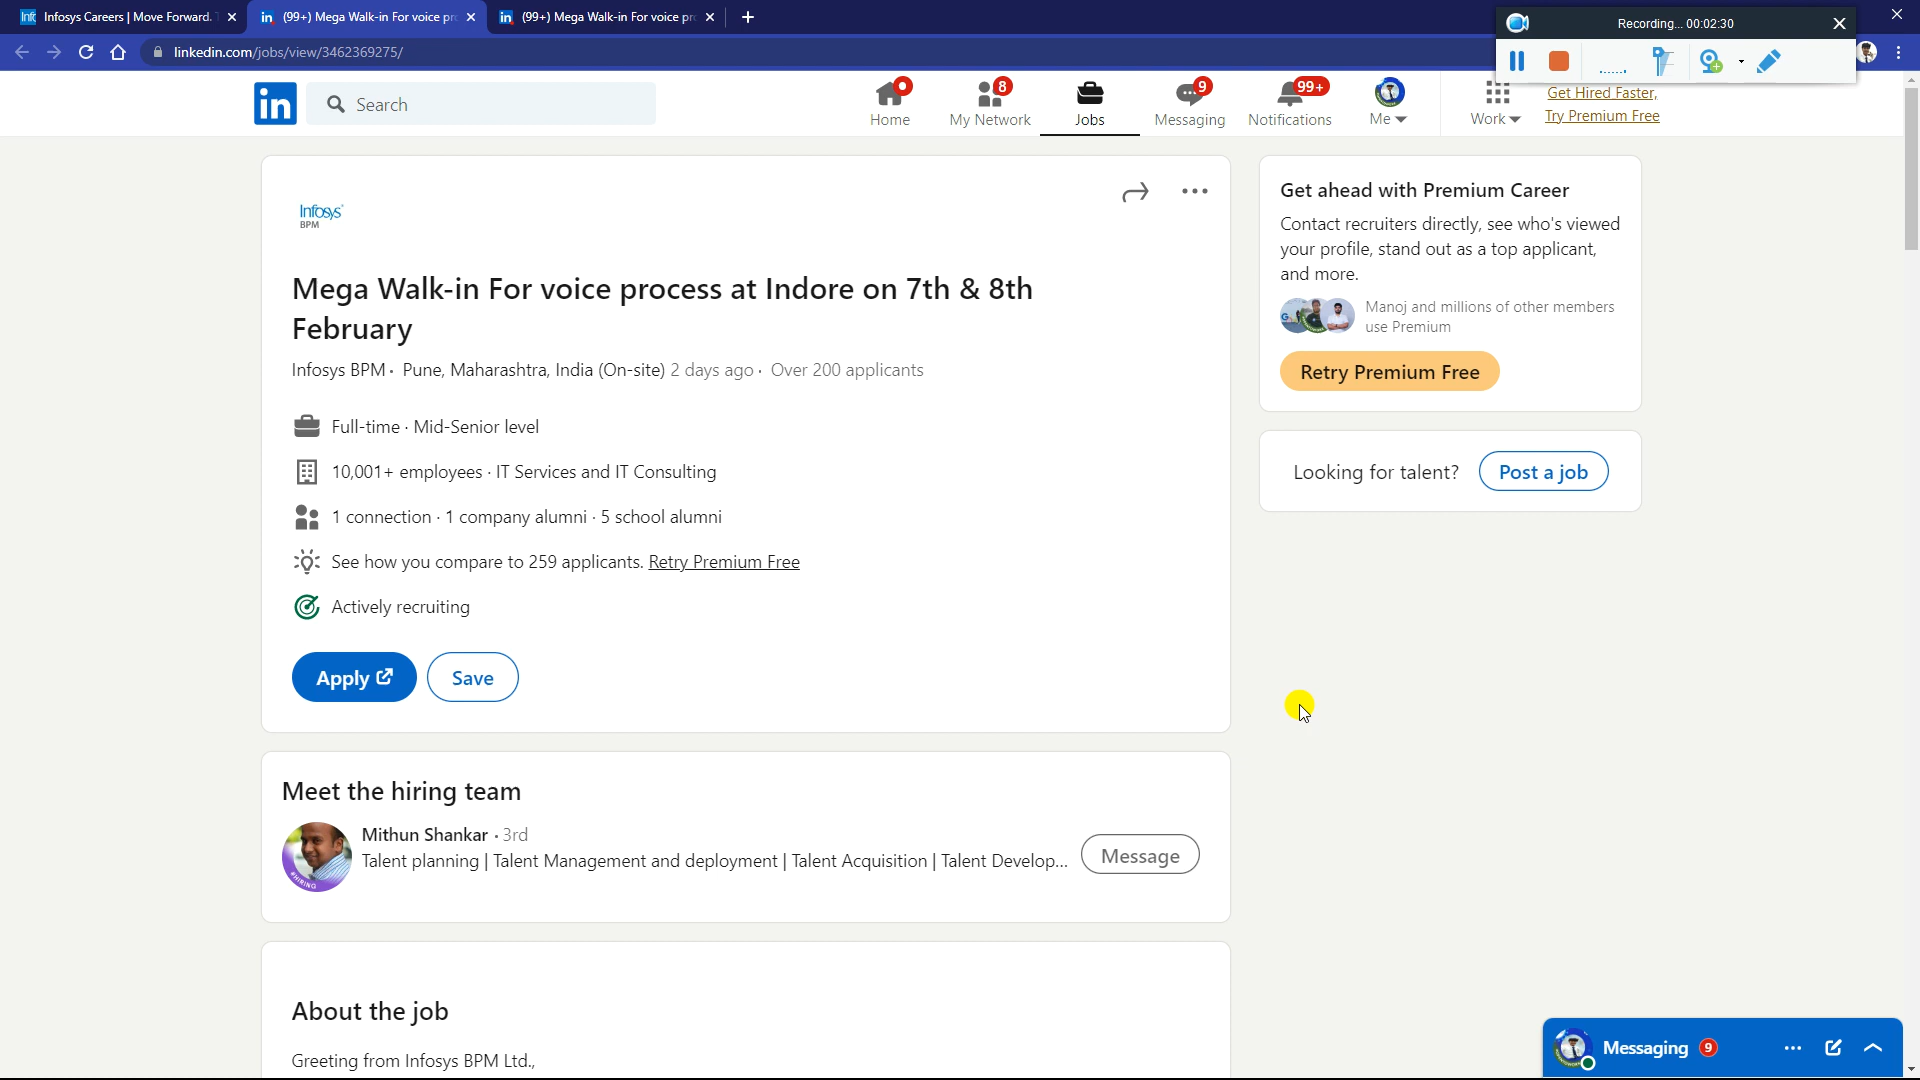 Infosys Careers | Move Forward.
(99+) Mega Walk-in For voice pr
(99+) Mega Walk-in For voice pr
Recording... 00:02:30
linkedin.com/jobs/view/3462369275/
in
Search
Home
8
My Network
Jobs
9
Messaging
99+
Notifications
Me
Work
Get Hired Faster,
Try Premium Free
Infosys
BPM
Mega Walk-in For voice process at Indore on 7th & 8th
February
Infosys BPM · Pune, Maharashtra, India (On-site) 2 days ago · Over 200 applicants
Full-time · Mid-Senior level
10,001+ employees · IT Services and IT Consulting
1 connection · 1 company alumni · 5 school alumni
See how you compare to 259 applicants. Retry Premium Free
Actively recruiting
Apply
Save
Get ahead with Premium Career
Contact recruiters directly, see who's viewed
your profile, stand out as a top applicant,
and more.
Manoj and millions of other members
use Premium
Retry Premium Free
Looking for talent?
Post a job
Meet the hiring team
Mithun Shankar · 3rd
Talent planning | Talent Management and deployment | Talent Acquisition | Talent Develop...
#HIRING
Message
About the job
Greeting from Infosys BPM Ltd.,
Messaging 9